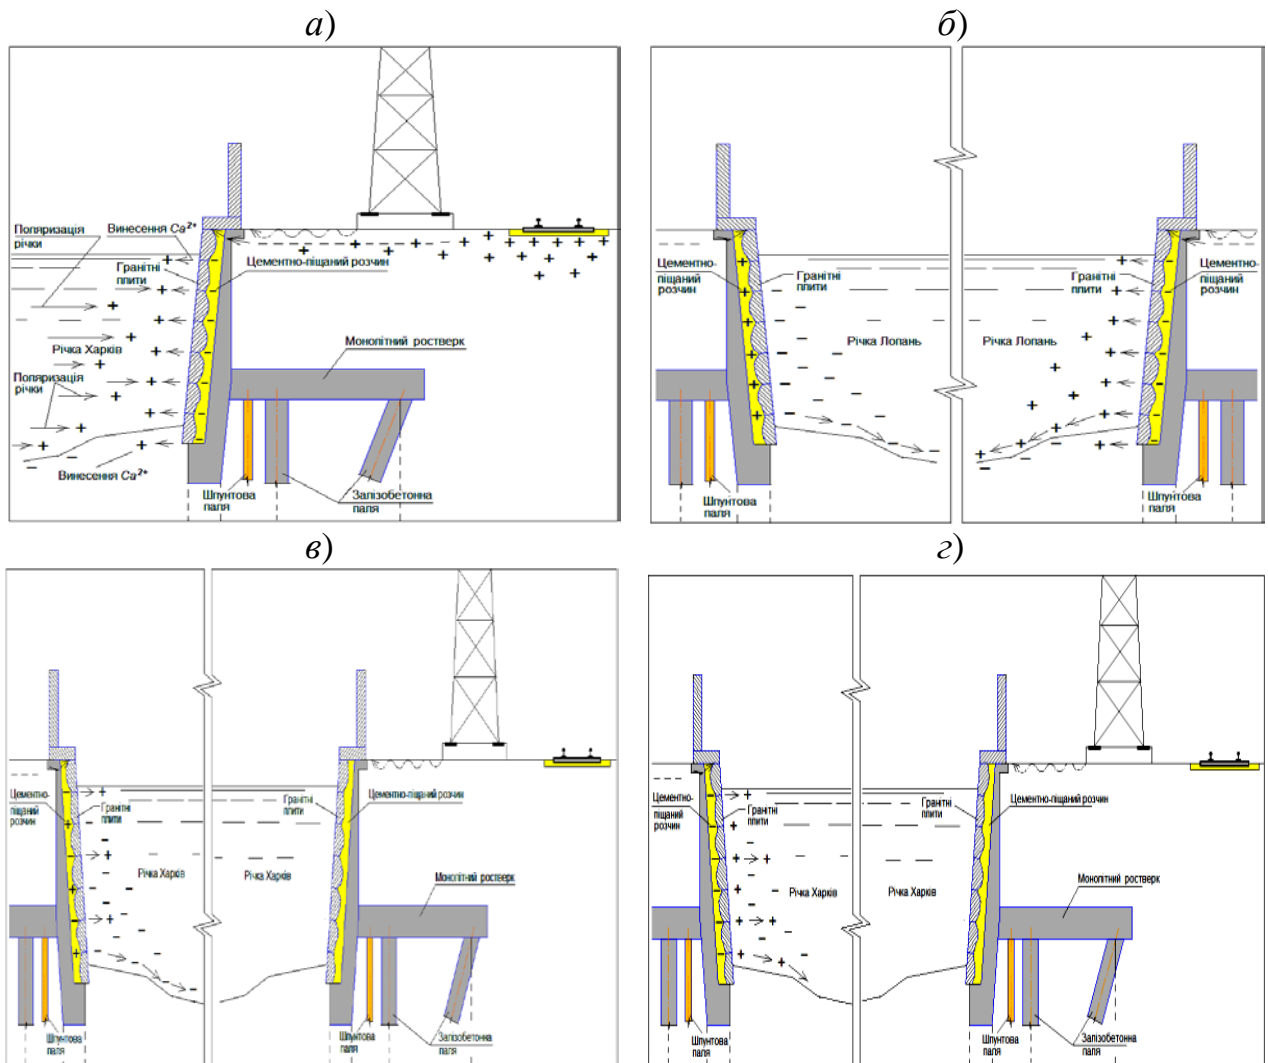 а)
б)
Поляризація
річки
Винесення Ca²⁺
Гранітні
плити
Цементно-піщаний розчин
Річка Харків
Монолітний ростверк
Поляризація
річки
Винесення Ca²⁺
Шпунтова
паля
Залізобетонна
паля
Цементно-
піщаний
розчин
Гранітні
плити
Річка Лопань
Річка Лопань
Гранітні
плити
Цементно-
піщаний
розчин
Шпунтова
паля
Шпунтова
паля
в)
г)
Цементно-
піщаний
розчин
Гранітні
плити
Річка Харків
Річка Харків
Гранітні
плити
Цементно-піщаний розчин
Монолітний ростверк
Шпунтова
паля
Шпунтова
паля
Залізобетонна
паля
Цементно-
піщаний
розчин
Гранітні
плити
Річка Харків
Річка Харків
Гранітні
плити
Цементно-піщаний розчин
Монолітний ростверк
Шпунтова
паля
Шпунтова
паля
Залізобетонна
паля